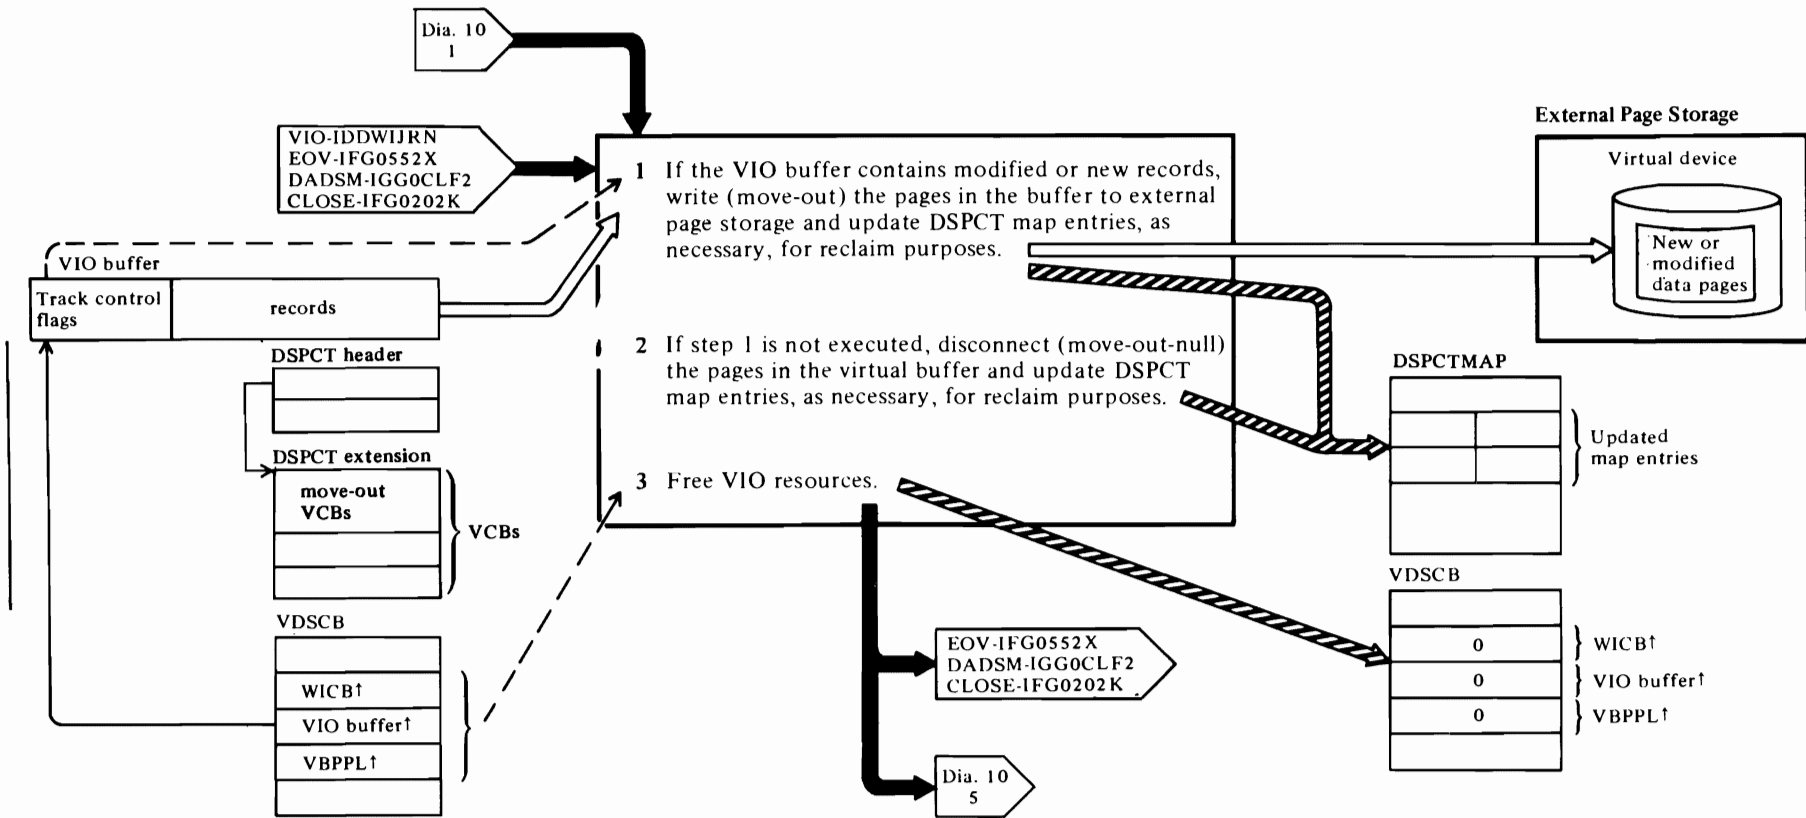 Dia. 10
1
VIO-IDDWIJRN
EOV-IFG0552X
DADSM-IGG0CLF2
CLOSE-IFG0202K
1 If the VIO buffer contains modified or new records,
write (move-out) the pages in the buffer to external
page storage and update DSPCT map entries, as
necessary, for reclaim purposes.
External Page Storage
Virtual device
New or
modified
data pages
VIO buffer
Track control
flags
records
2 If step 1 is not executed, disconnect (move-out-null)
the pages in the virtual buffer and update DSPCT
map entries, as necessary, for reclaim purposes.
DSPCT header
DSPCT extension
move-out
VCBs
VCBs
DSPCTMAP
Updated
map entries
3 Free VIO resources.
VDSCB
WICB↑
VIO buffer↑
VBPPL↑
EOV-IFG0552X
DADSM-IGG0CLF2
CLOSE-IFG0202K
Dia. 10
5
VDSCB
0 WICB↑
0 VIO buffer↑
0 VBPPL↑